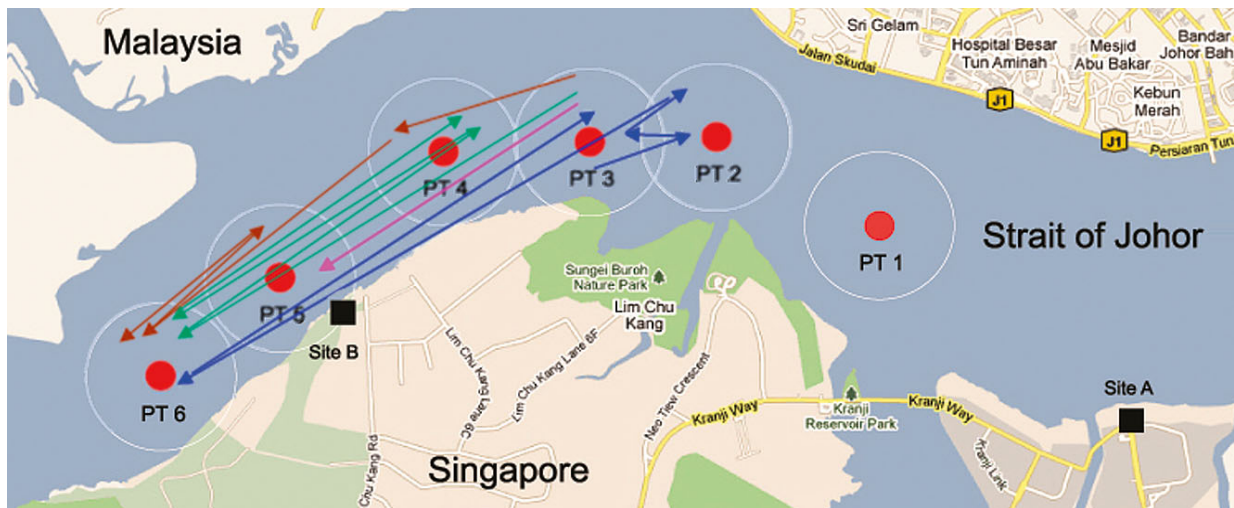 Malaysia
Sri Gelam
Jalan Skudai
Hospital Besar
Tun Aminah
Mesjid
Abu Bakar
Bandar
Johor Bah
Kebun
Merah
J1
J1
Persiaran Tun
PT 4
PT 3
PT 2
PT 1
Strait of Johor
PT 5
PT 6
Site B
Sungei Buroh
Nature Park
Lim Chu
Kang
Lim Chu Kang Lane 6F
Lim Chu Kang Lane 6C
Chu Kang Rd
Neo Tiew Crescent
Kranji Way
Kranji
Reservoir Park
Kranji Way
Site A
Kranji Link
Singapore